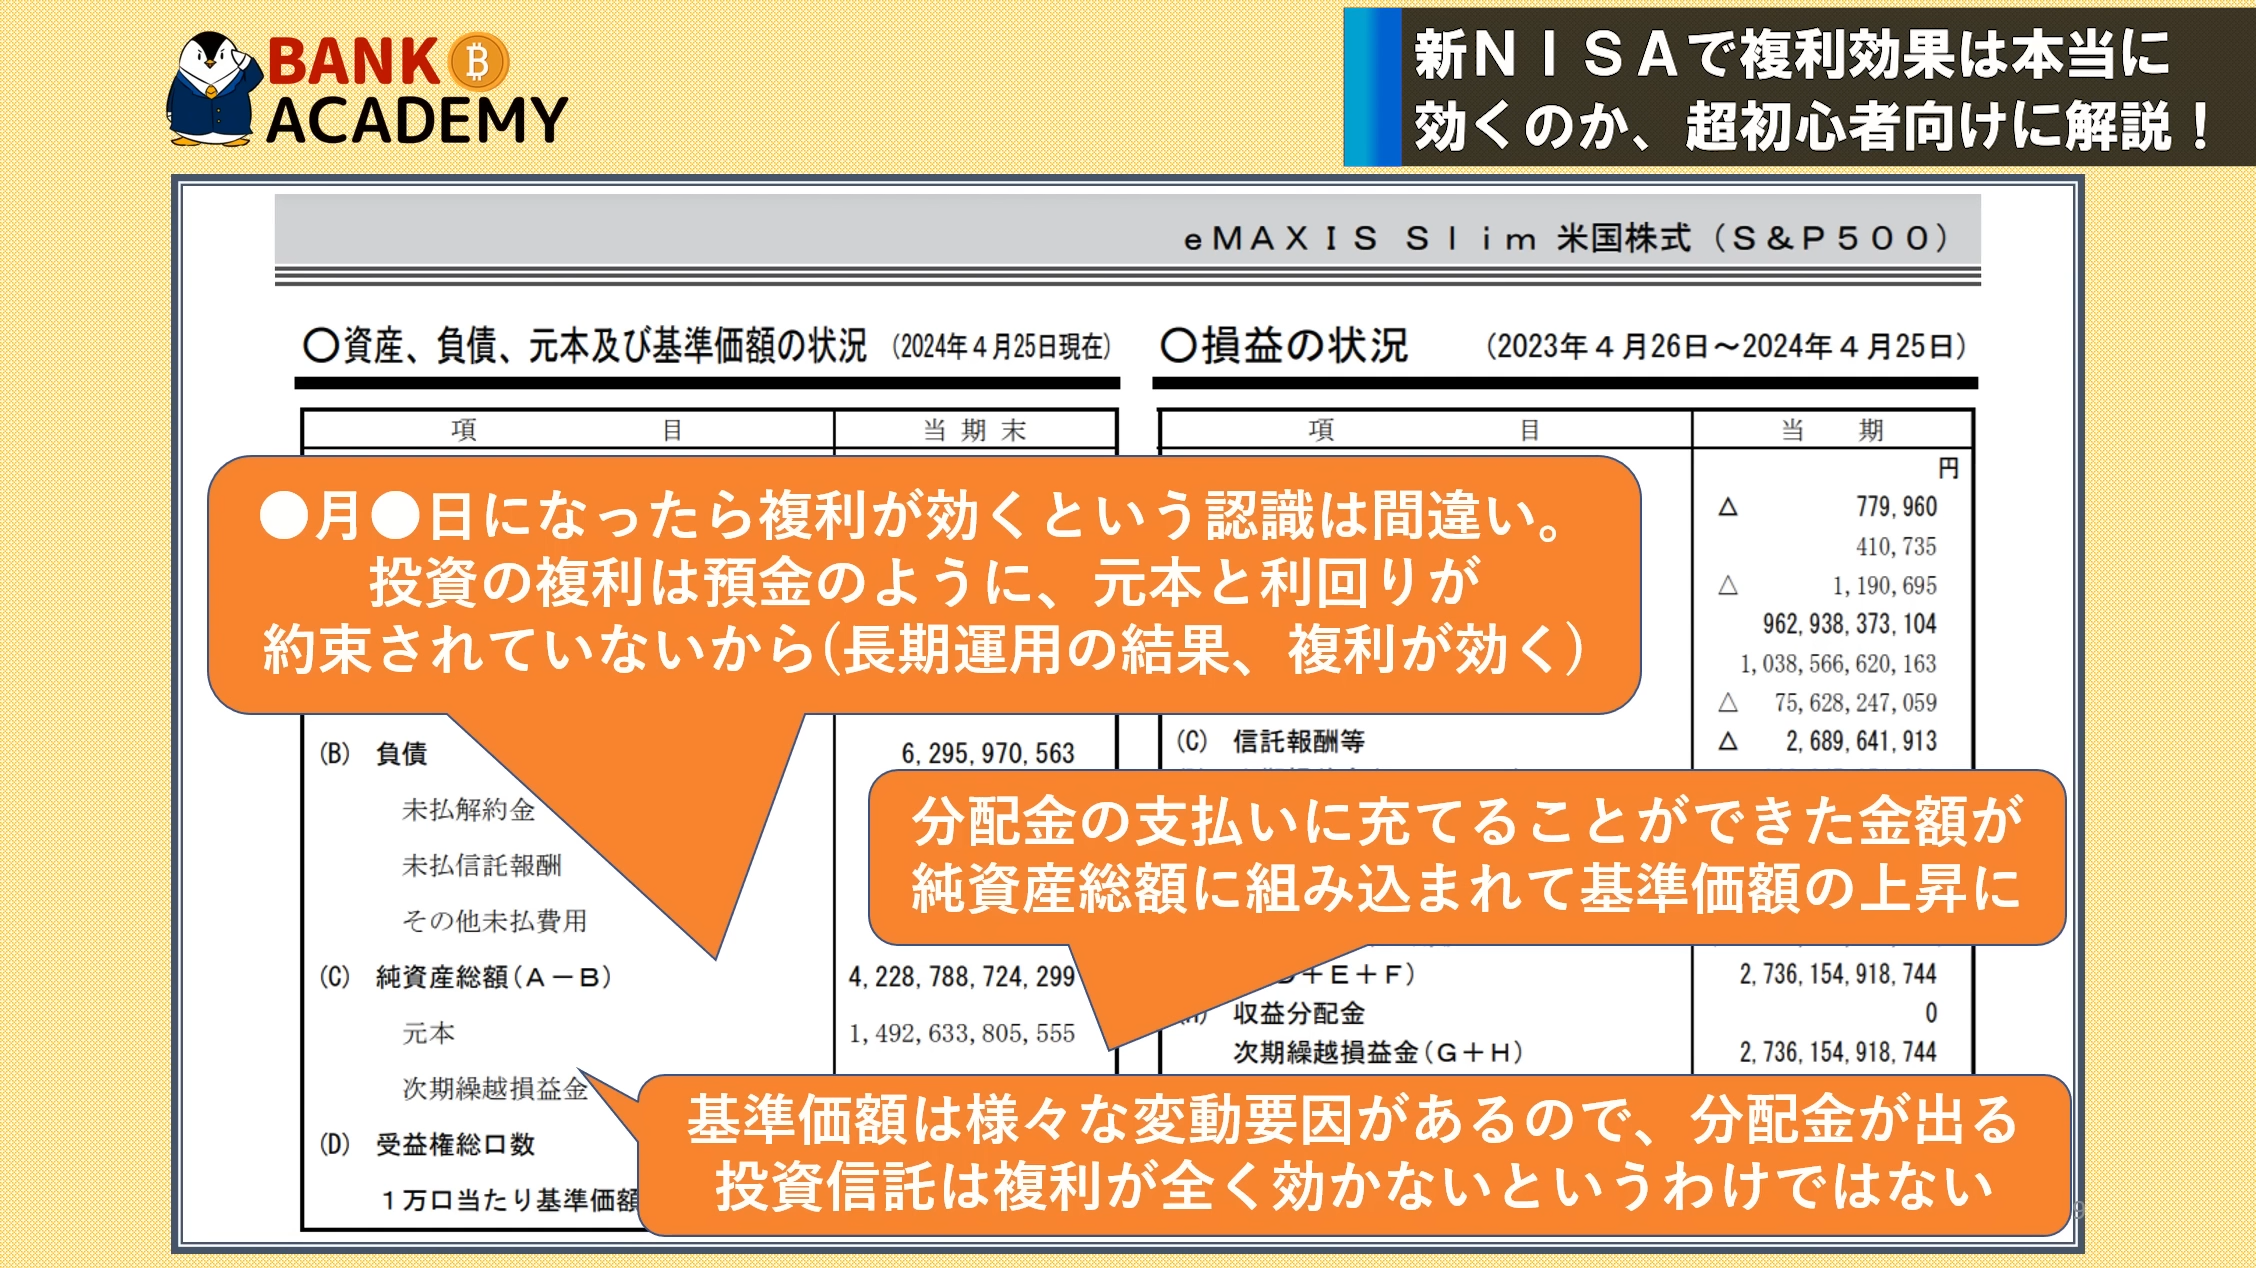 BANK
ACADEMY
新ＮＩＳＡで複利効果は本当に
効くのか、超初心者向けに解説！
ｅＭＡＸＩＳ Ｓｌｉｍ 米国株式（Ｓ＆Ｐ５００）
〇資産、負債、元本及び基準価額の状況 （2024年４月25日現在）
項 目 当 期 末
〇損益の状況 （2023年４月26日～2024年４月25日）
項 目 当 期
円
△ 779,960
410,735
△ 1,190,695
962,938,373,104
1,038,566,620,163
△ 75,628,247,059
●月●日になったら複利が効くという認識は間違い。
投資の複利は預金のように、元本と利回りが
約束されていないから(長期運用の結果、複利が効く)
(B) 負債 6,295,970,563
未払解約金
未払信託報酬
その他未払費用
(C) 純資産総額(Ａ－Ｂ) 4,228,788,724,299
元本 1,492,633,805,555
次期繰越損益金
(D) 受益権総口数
１万口当たり基準価額
(C) 信託報酬等 △ 2,689,641,913
分配金の支払いに充てることができた金額が
純資産総額に組み込まれて基準価額の上昇に
＋Ｅ＋Ｆ) 2,736,154,918,744
収益分配金 0
次期繰越損益金(Ｇ＋Ｈ) 2,736,154,918,744
基準価額は様々な変動要因があるので、分配金が出る
投資信託は複利が全く効かないというわけではない
9